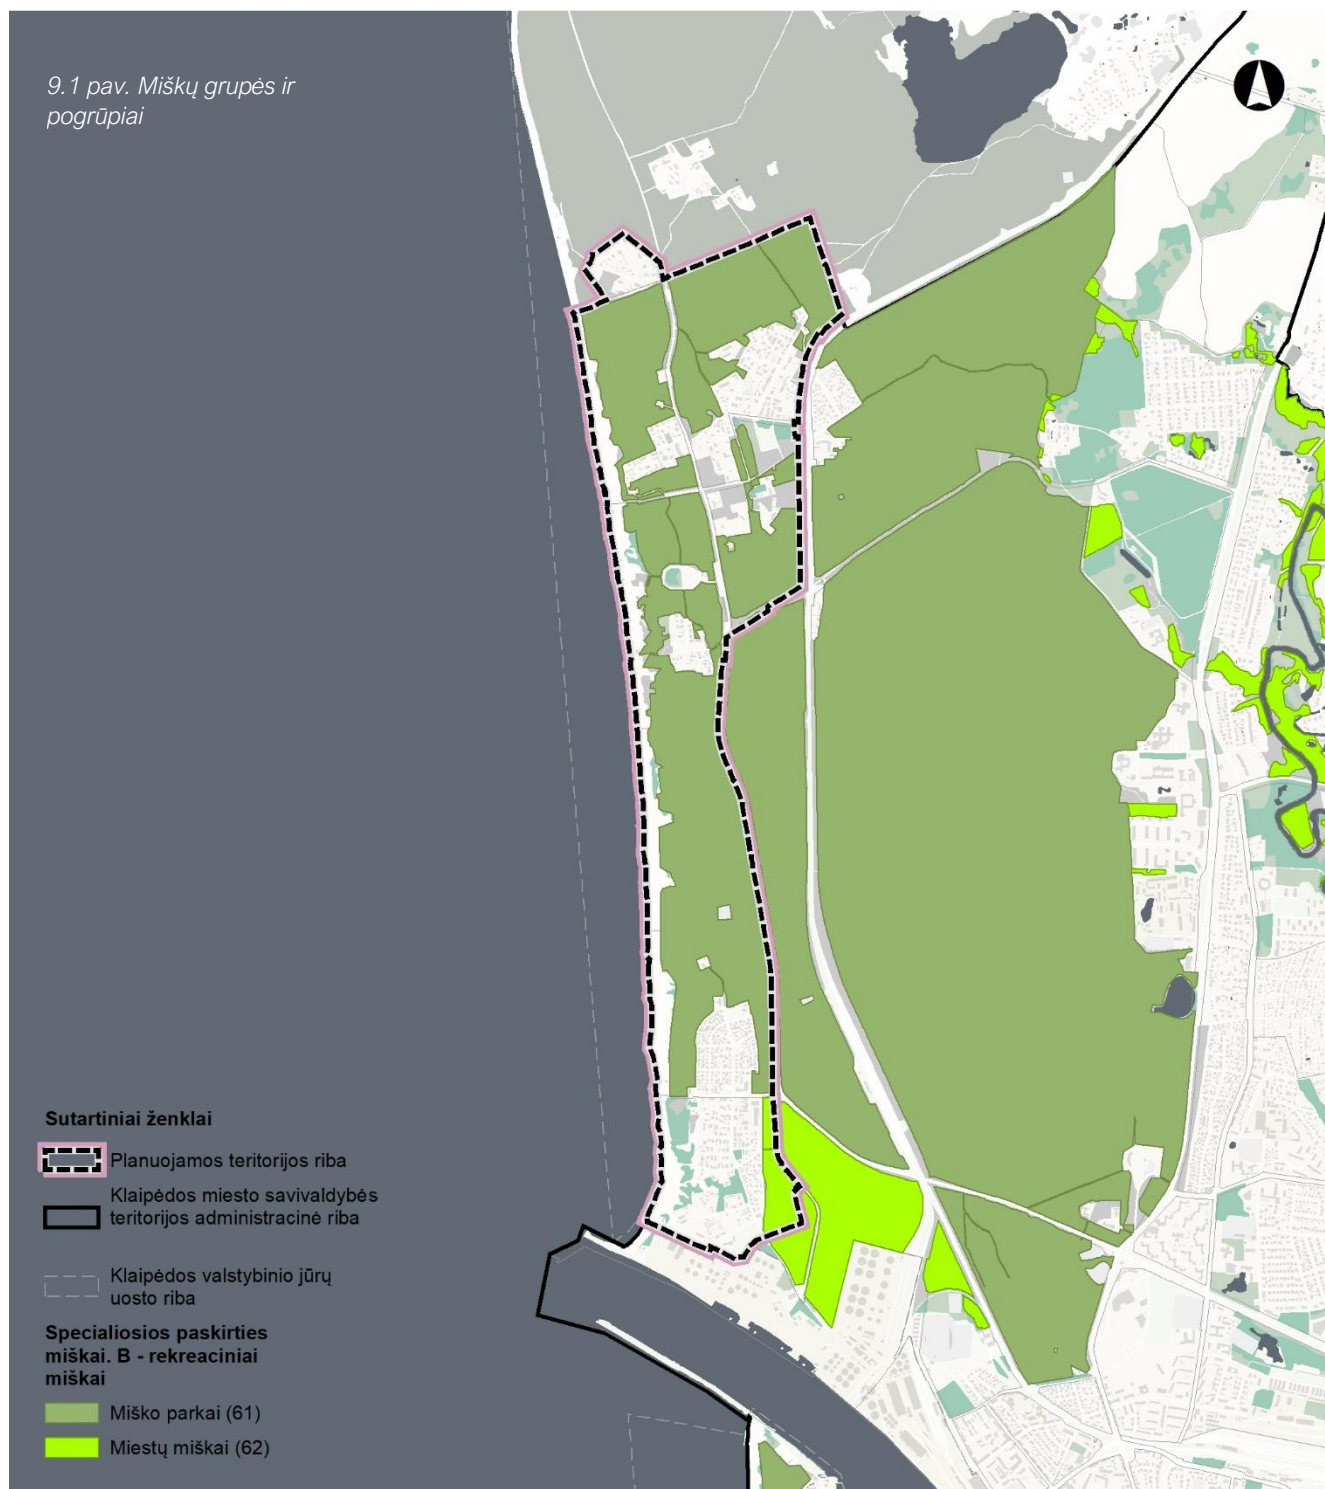 9.1 pav. Miškų grupės ir
pogrūpiai
Sutartiniai ženklai
Planuojamos teritorijos riba
Klaipėdos miesto savivaldybės
teritorijos administracinė riba
Klaipėdos valstybinio jūrų
uosto riba
Specialiosios paskirties
miškai. B - rekreaciniai
miškai
Miško parkai (61)
Miestų miškai (62)